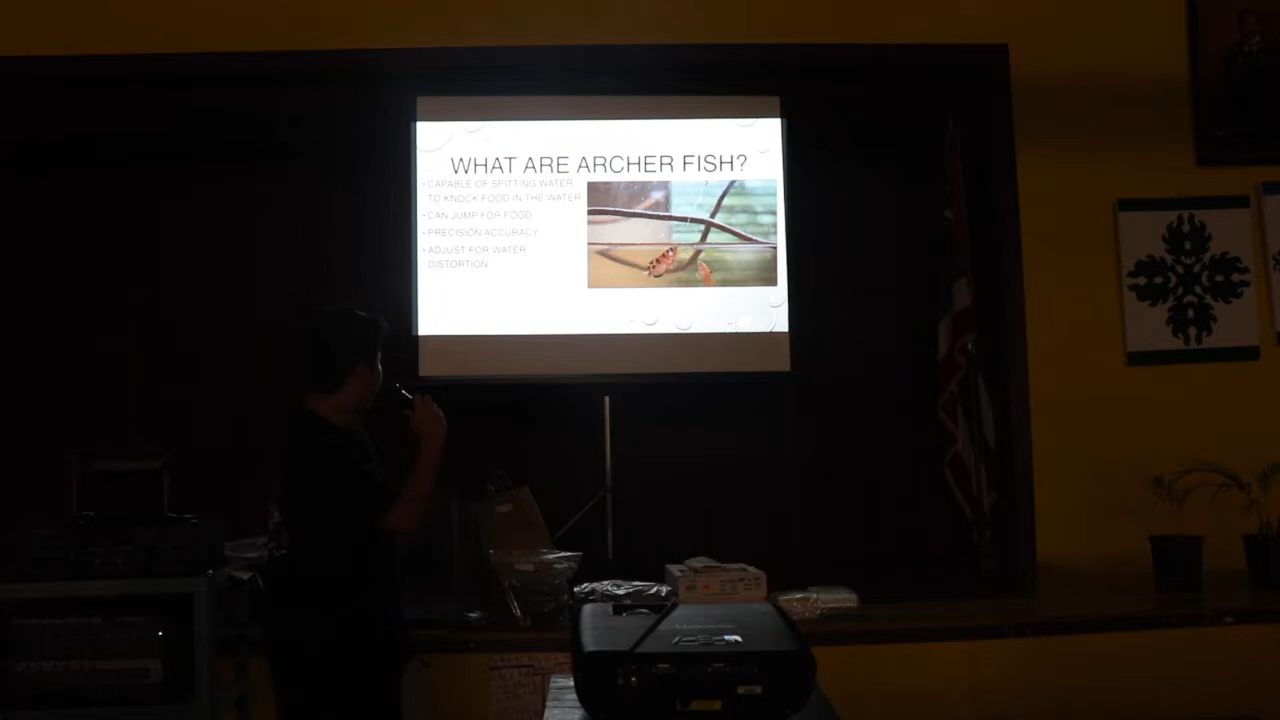 WHAT ARE ARCHER FISH?
• CAPABLE OF SPITTING WATER
TO KNOCK FOOD IN THE WATER
• CAN JUMP FOR FOOD
• PRECISION ACCURACY
• ADJUST FOR WATER
DISTORTION